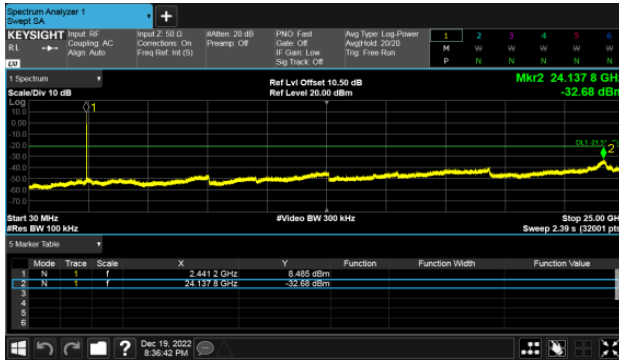 Spectrum Analyzer 1
Swept SA
+
KEYSIGHT
RL
Input: RF
Coupling: AC
Align: Auto
Input Z: 50 Ω
Corrections: On
Freq Ref: Int (S)
#Atten: 20 dB
Preamp: Off
PNO: Fast
Gate: Off
IF Gain: Low
Sig Track: Off
Avg Type: Log-Power
Avg|Hold: 20/20
Trig: Free Run
1 2 3 4 5 6
M W W W W W
P N N N N N
1 Spectrum
Scale/Div 10 dB
Ref Lvl Offset 10.50 dB
Ref Level 20.00 dBm
Mkr2 24.137 8 GHz
-32.68 dBm
Log
10.0
0.00
-10.0
-20.0
-30.0
-40.0
-50.0
-60.0
-70.0
1
2
Start 30 MHz
#Res BW 100 kHz
#Video BW 300 kHz
Stop 25.00 GHz
Sweep 2.39 s (32001 pts)
5 Marker Table
Mode Trace Scale X Y Function Function Width Function Value
1 N 1 f 2.441 2 GHz 8.485 dBm
2 N 1 f 24.137 8 GHz -32.68 dBm
3
4
5
6
?
Dec 19, 2022
8:36:42 PM